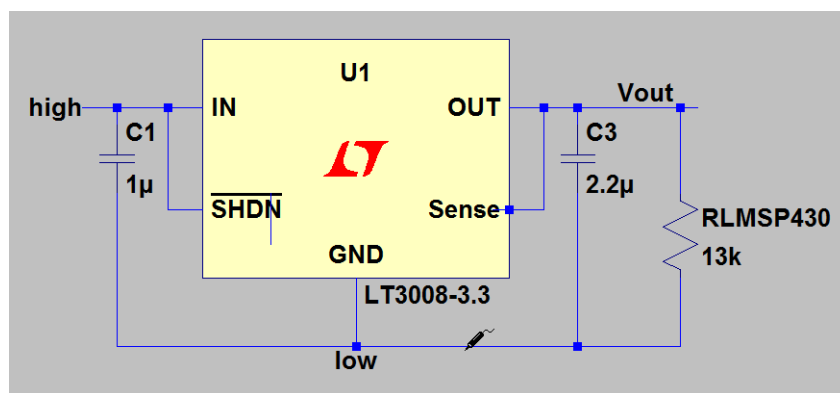 U1
high
IN
OUT
Vout
C1
1µ
C3
2.2µ
SHDN
Sense
RLMSP430
13k
GND
LT3008-3.3
low